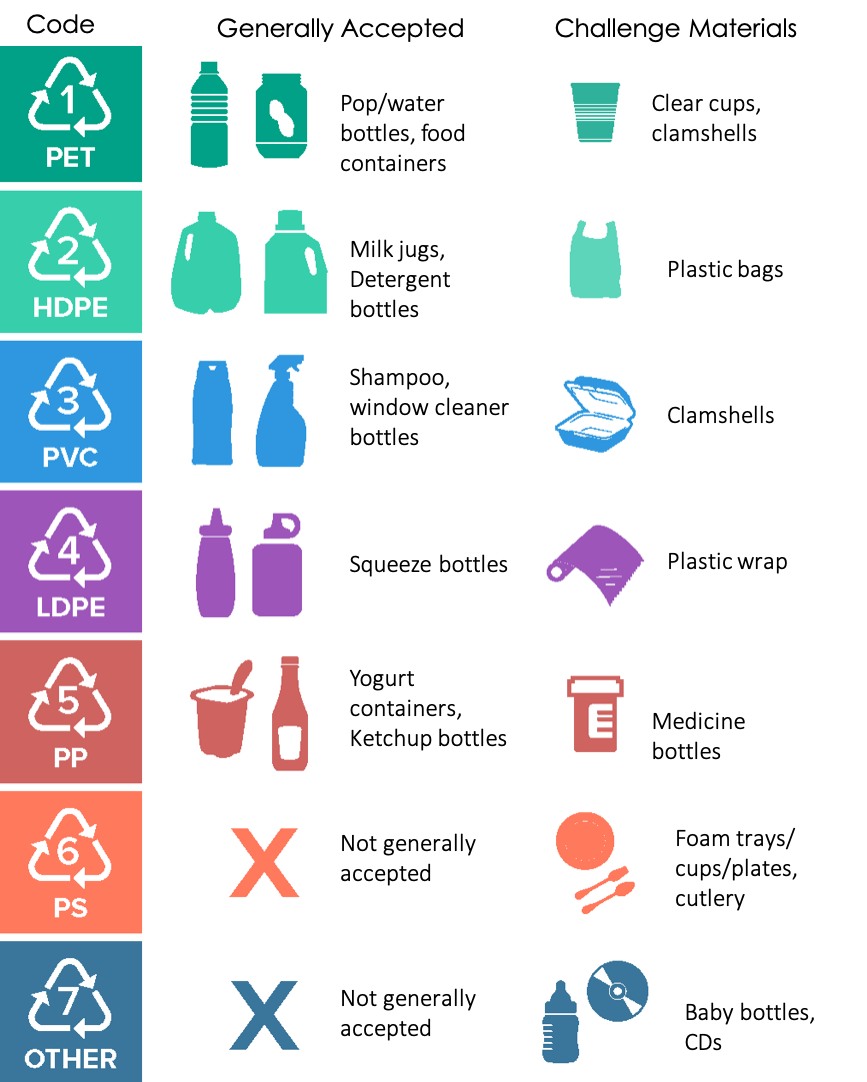 Code
Generally Accepted
Challenge Materials
1
PET
Pop/water
bottles, food
containers
Clear cups,
clamshells
2
HDPE
Milk jugs,
Detergent
bottles
Plastic bags
3
PVC
Shampoo,
window cleaner
bottles
Clamshells
4
LDPE
Squeeze bottles
Plastic wrap
5
PP
Yogurt
containers,
Ketchup bottles
Medicine
bottles
6
PS
X
Not generally
accepted
Foam trays/
cups/plates,
cutlery
7
OTHER
X
Not generally
accepted
Baby bottles,
CDs